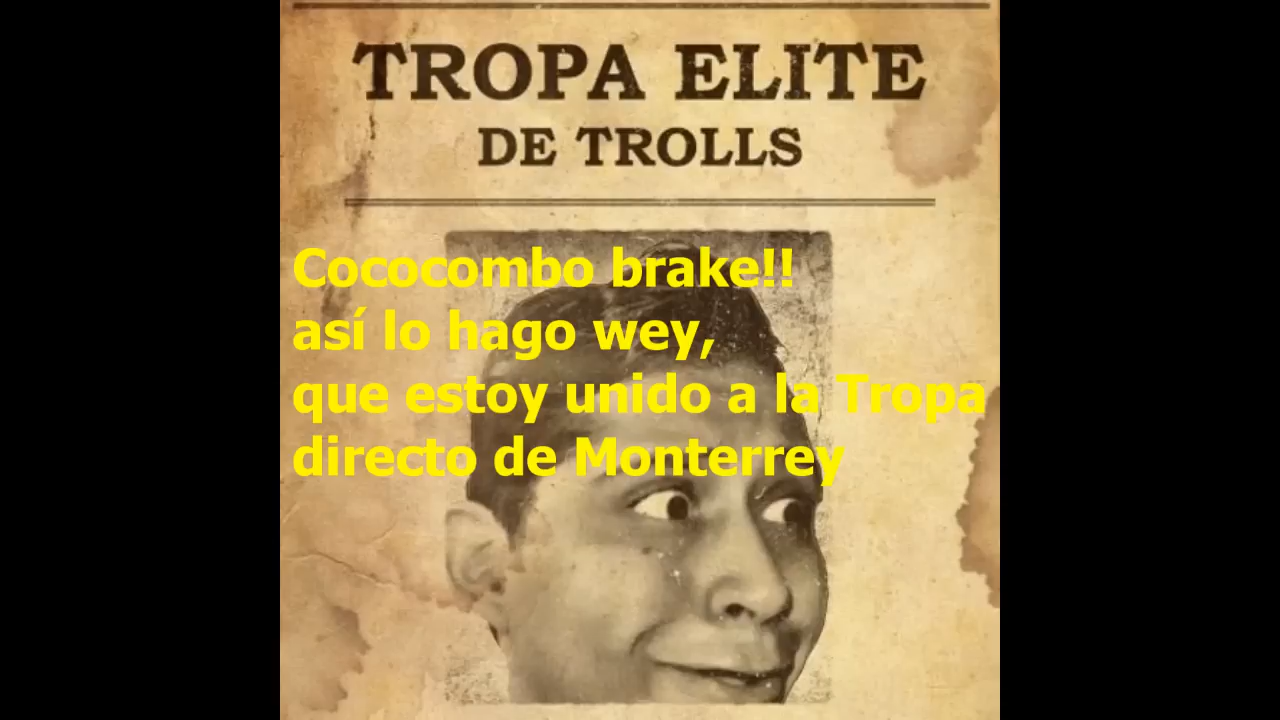 TROPA ELITE
DE TROLLS
Cococombo brake!!
así lo hago wey,
que estoy unido a la Tropa
directo de Monterrey